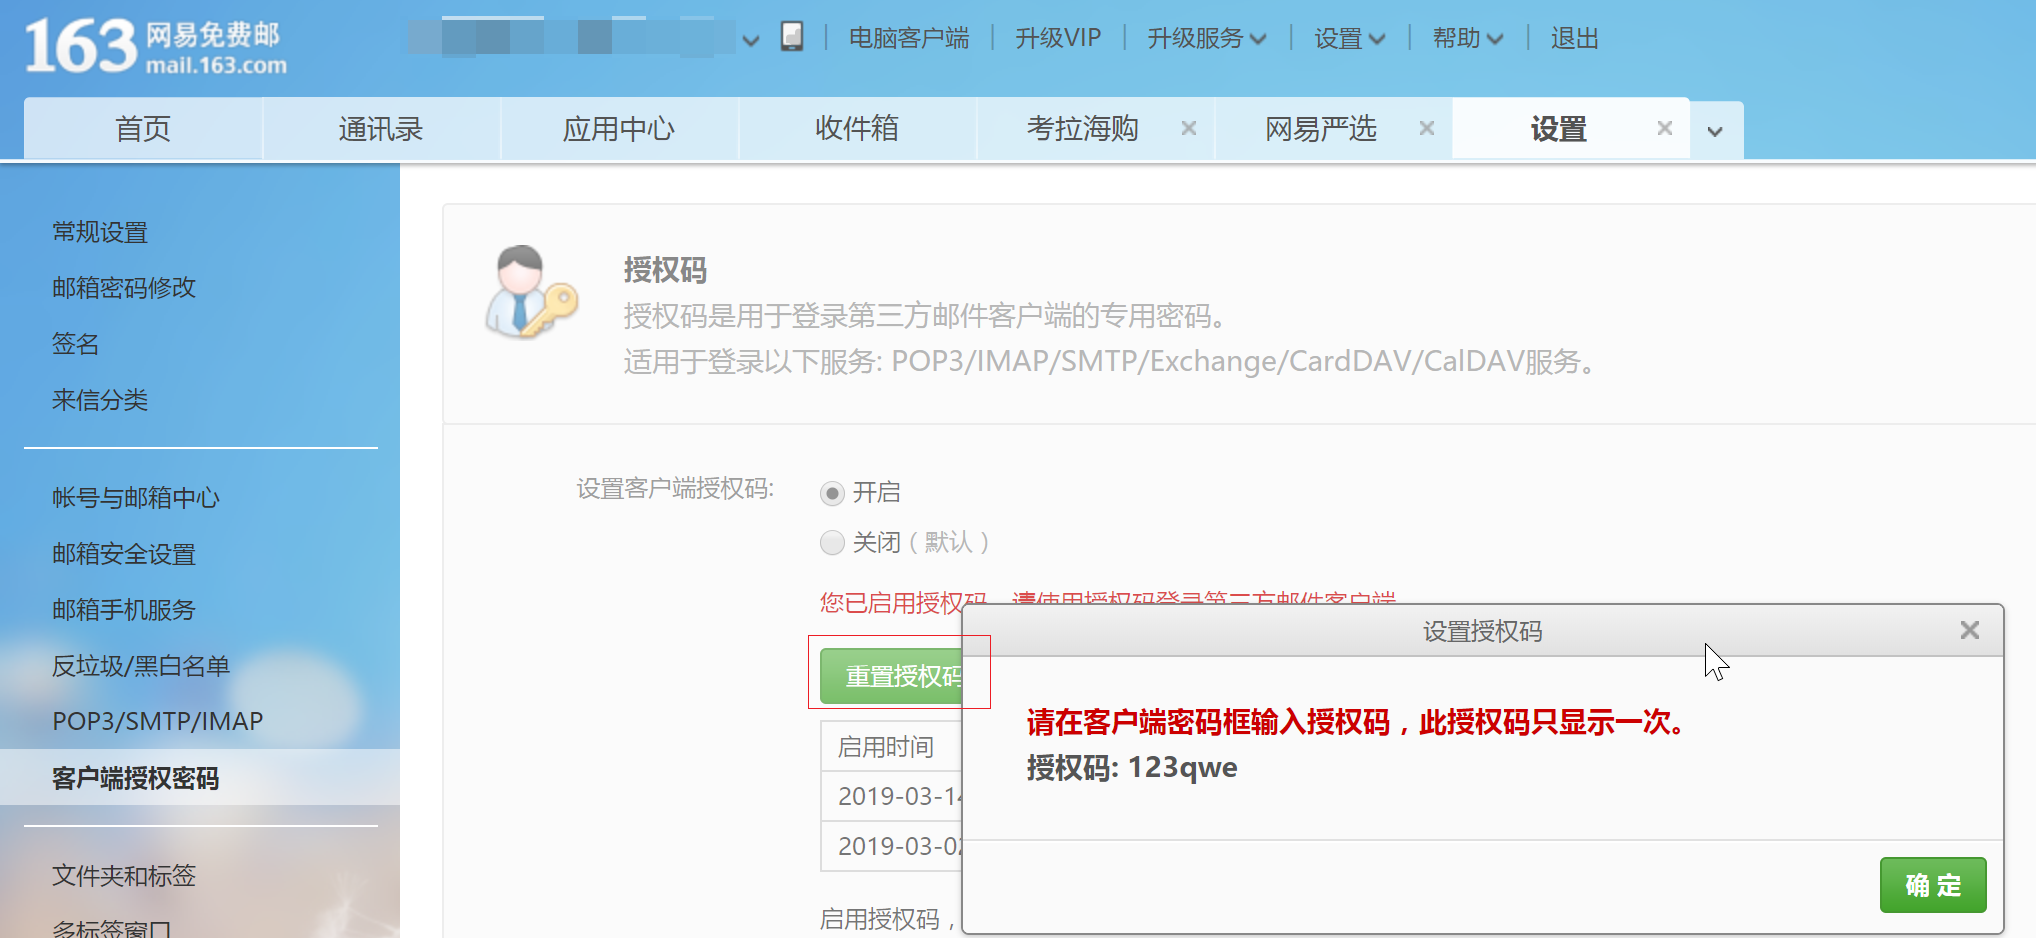 163 网易免费邮
mail.163.com
电脑客户端 | 升级VIP | 升级服务 | 设置 | 帮助 | 退出
首页 通讯录 应用中心 收件箱 考拉海购 网易严选 设置
常规设置
邮箱密码修改
签名
来信分类
帐号与邮箱中心
邮箱安全设置
邮箱手机服务
反垃圾/黑白名单
POP3/SMTP/IMAP
客户端授权密码
文件夹和标签
多标签窗口
授权码
授权码是用于登录第三方邮件客户端的专用密码。
适用于登录以下服务: POP3/IMAP/SMTP/Exchange/CardDAV/CalDAV服务。
设置客户端授权码: 开启
关闭（默认）
您已启用授权码，请使用授权码登录第三方邮件客户端
重置授权码
启用时间
2019-03-14
2019-03-02
启用授权码，
设置授权码
请在客户端密码框输入授权码，此授权码只显示一次。
授权码: 123qwe
确 定